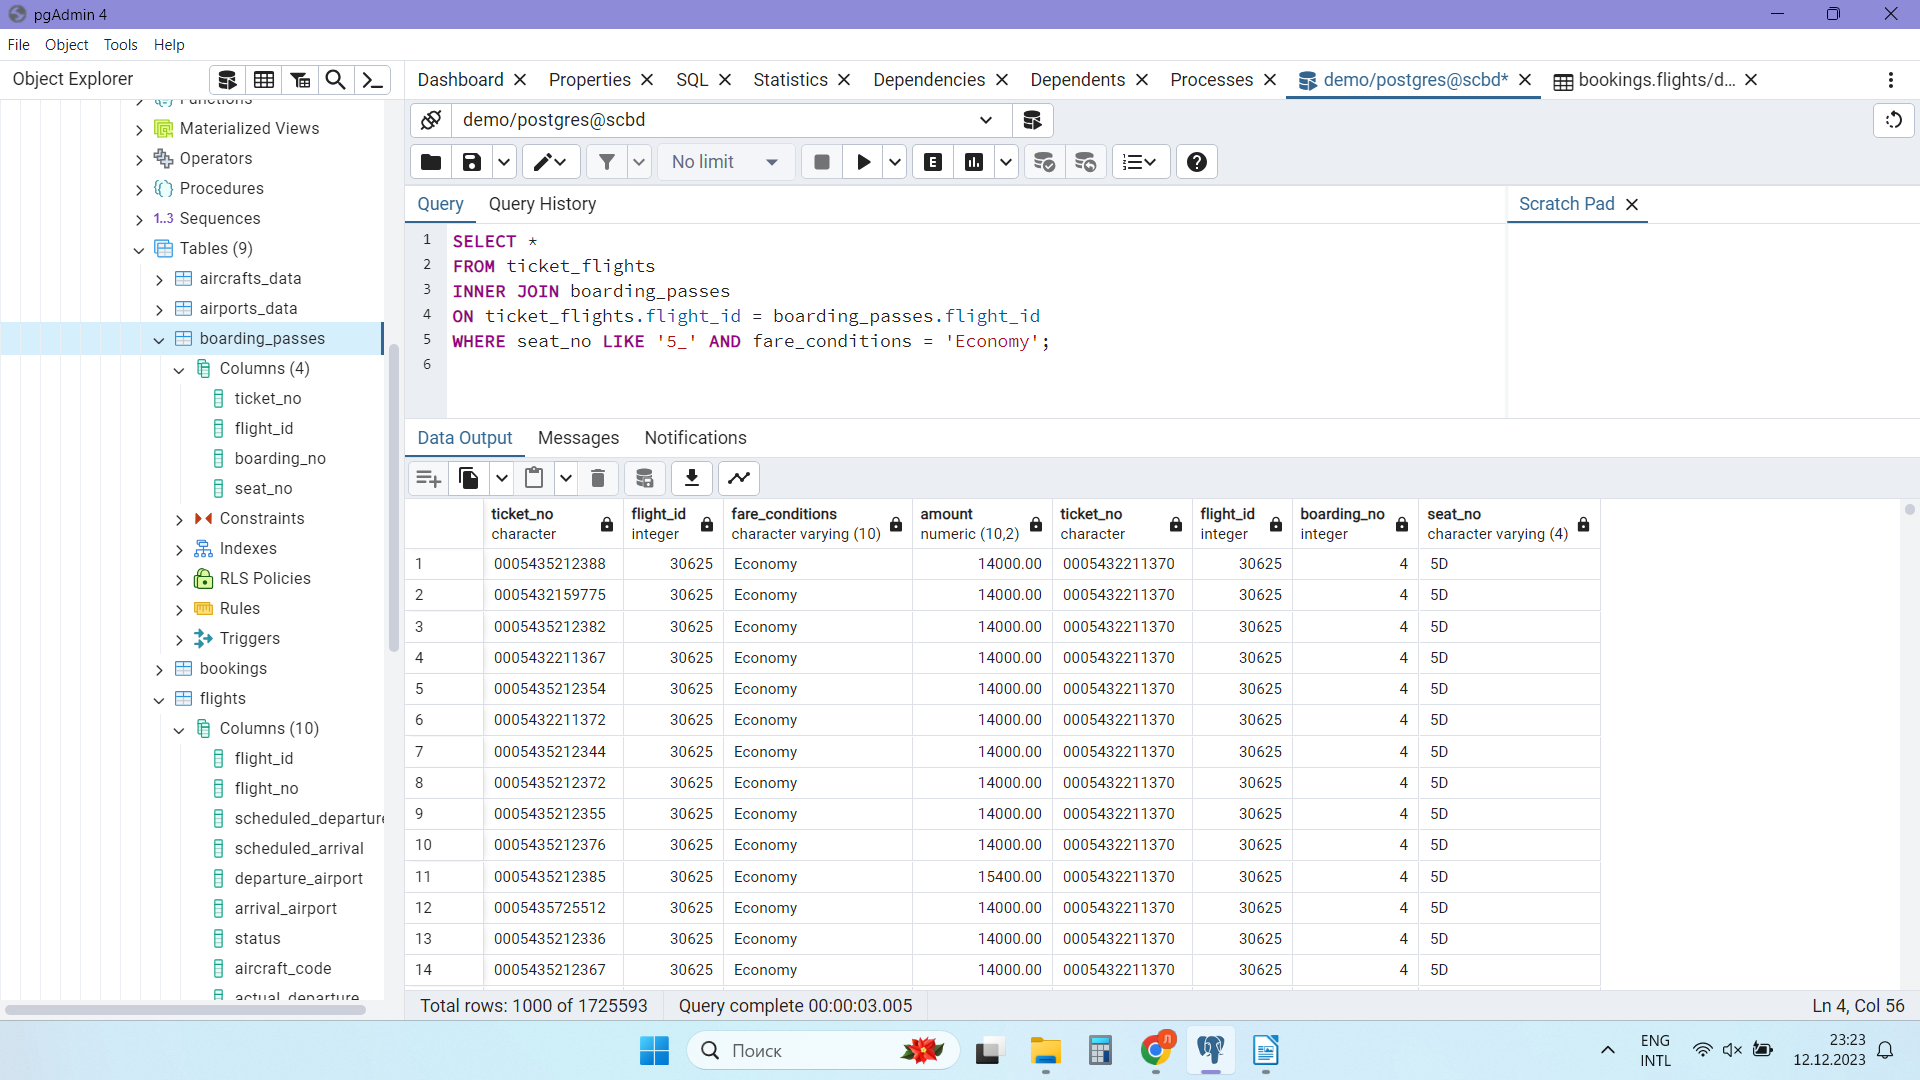 pgAdmin 4
File Object Tools Help
Object Explorer
Dashboard Properties SQL Statistics Dependencies Dependents Processes demo/postgres@scbd* bookings.flights/d...
demo/postgres@scbd
No limit
E
Query Query History
Scratch Pad
1 SELECT *
2 FROM ticket_flights
3 INNER JOIN boarding_passes
4 ON ticket_flights.flight_id = boarding_passes.flight_id
5 WHERE seat_no LIKE '5_' AND fare_conditions = 'Economy';
6
Functions
Materialized Views
Operators
Procedures
1..3 Sequences
Tables (9)
aircrafts_data
airports_data
boarding_passes
Columns (4)
ticket_no
flight_id
boarding_no
seat_no
Constraints
Indexes
RLS Policies
Rules
Triggers
bookings
flights
Columns (10)
flight_id
flight_no
scheduled_departure
scheduled_arrival
departure_airport
arrival_airport
status
aircraft_code
actual_departure
Data Output Messages Notifications
ticket_no flight_id fare_conditions amount ticket_no flight_id boarding_no seat_no
character integer character varying (10) numeric (10,2) character integer integer character varying (4)
1 0005435212388 30625 Economy 14000.00 0005432211370 30625 4 5D
2 0005432159775 30625 Economy 14000.00 0005432211370 30625 4 5D
3 0005435212382 30625 Economy 14000.00 0005432211370 30625 4 5D
4 0005432211367 30625 Economy 14000.00 0005432211370 30625 4 5D
5 0005435212354 30625 Economy 14000.00 0005432211370 30625 4 5D
6 0005432211372 30625 Economy 14000.00 0005432211370 30625 4 5D
7 0005435212344 30625 Economy 14000.00 0005432211370 30625 4 5D
8 0005435212372 30625 Economy 14000.00 0005432211370 30625 4 5D
9 0005435212355 30625 Economy 14000.00 0005432211370 30625 4 5D
10 0005435212376 30625 Economy 14000.00 0005432211370 30625 4 5D
11 0005435212385 30625 Economy 15400.00 0005432211370 30625 4 5D
12 0005435725512 30625 Economy 14000.00 0005432211370 30625 4 5D
13 0005435212336 30625 Economy 14000.00 0005432211370 30625 4 5D
14 0005435212367 30625 Economy 14000.00 0005432211370 30625 4 5D
Total rows: 1000 of 1725593 Query complete 00:00:03.005 Ln 4, Col 56
Поиск
Л
ENG
INTL
23:23
12.12.2023